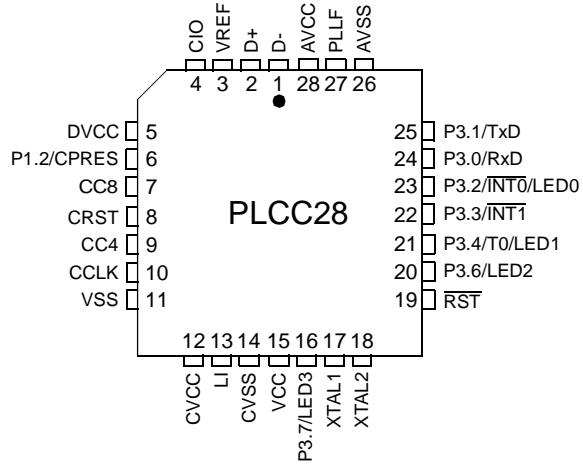 CIO
VREF
D+
D-
AVCC
PLLF
AVSS
4
3
2
1
28
27
26
DVCC 5
P1.2/CPRES 6
CC8 7
CRST 8
CC4 9
CCLK 10
VSS 11
PLCC28
25 P3.1/TxD
24 P3.0/RxD
23 P3.2/INT0/LED0
22 P3.3/INT1
21 P3.4/T0/LED1
20 P3.6/LED2
19 RST
12
13
14
15
16
17
18
CVCC
LI
CVSS
VCC
P3.7/LED3
XTAL1
XTAL2